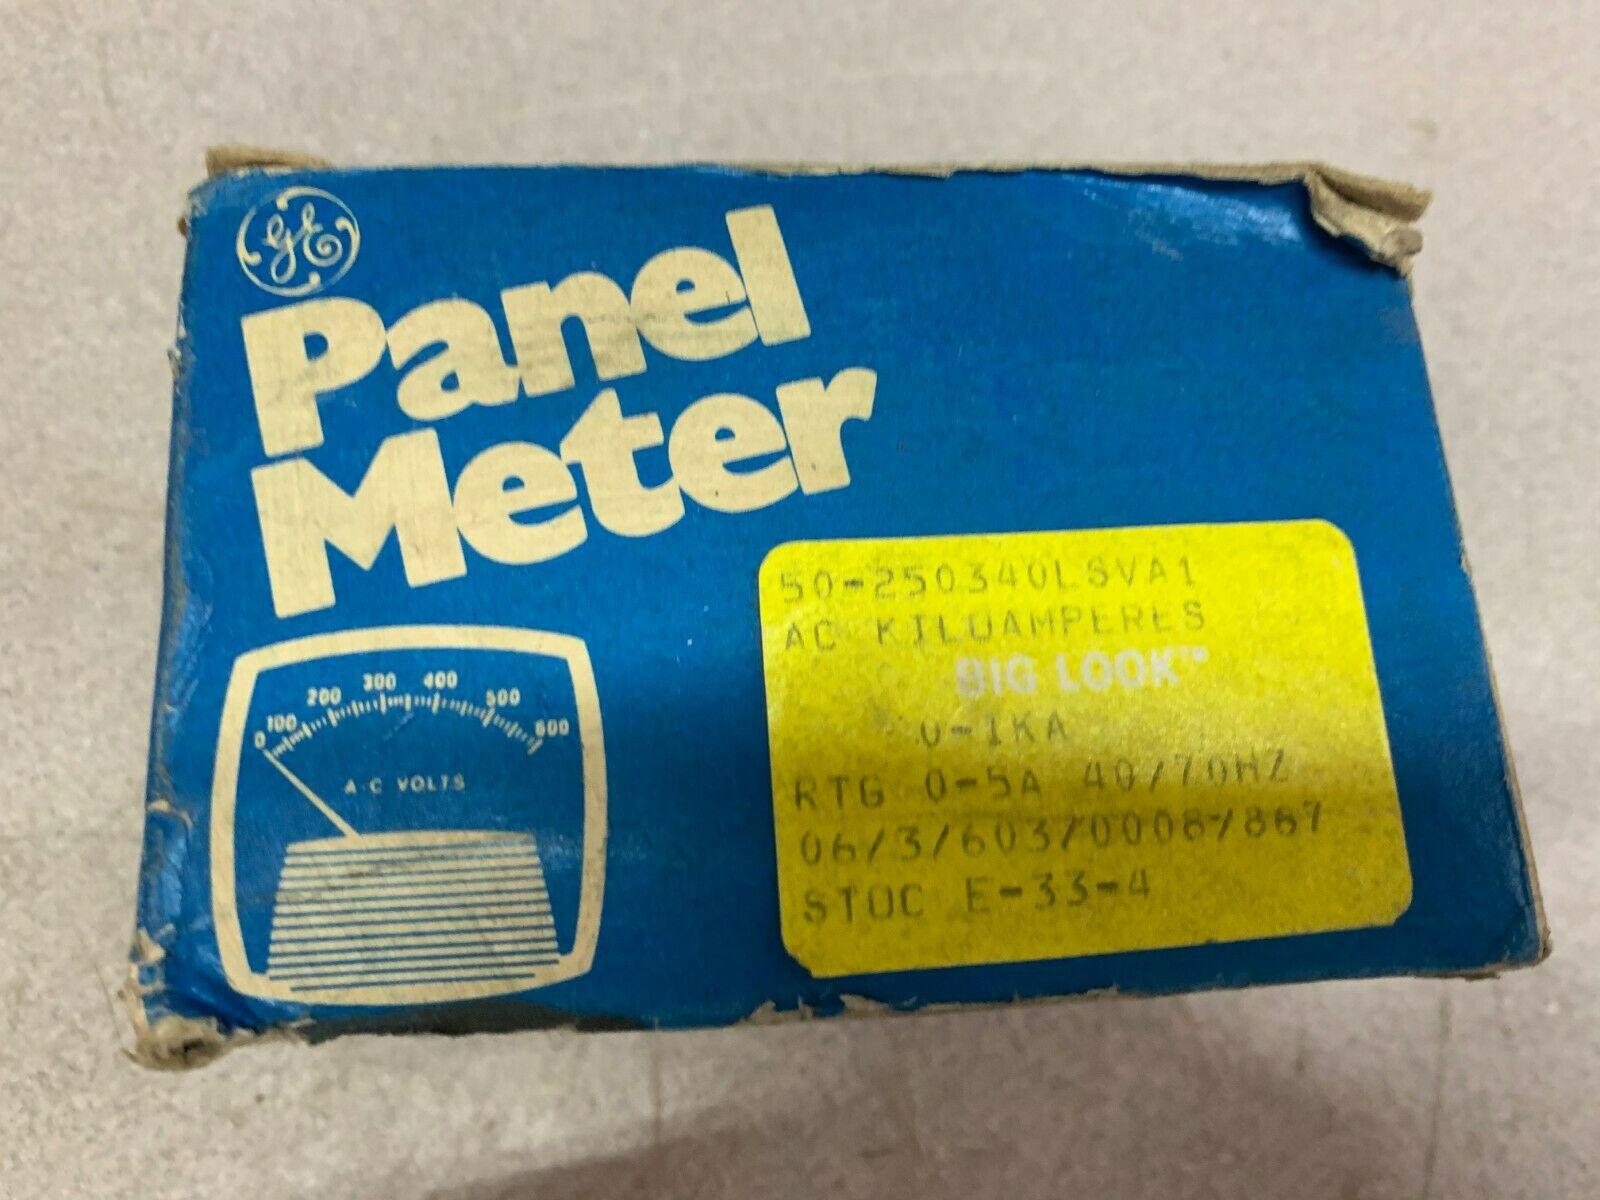 GE
Panel
Meter
0 100 200 300 400 500 600
A-C VOLTS
50-250340LSVA1
AC KILOAMPERES
BIG LOOK™
0-1KA
RTG 0-5A 40/70HZ
06/3/603/0008/867
STOC E-33-4